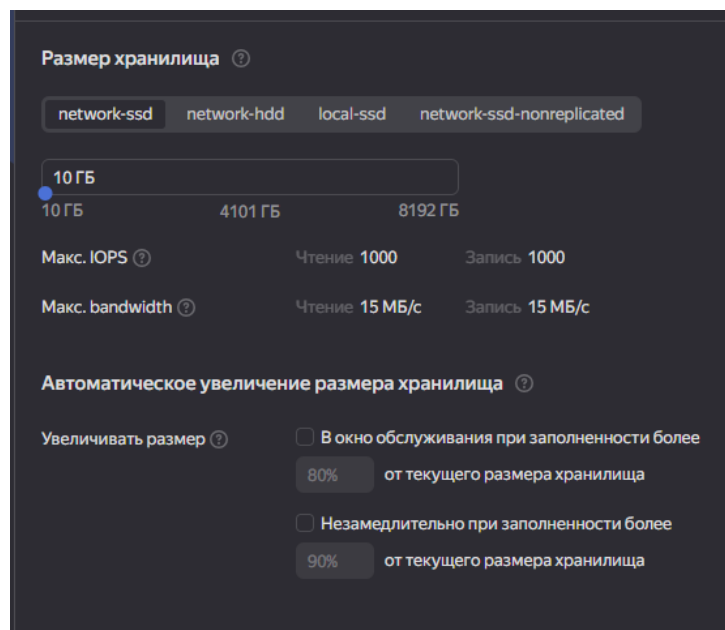 Размер хранилища ?
network-ssd network-hdd local-ssd network-ssd-nonreplicated
10 ГБ
10 ГБ 4101 ГБ 8192 ГБ
Макс. IOPS ? Чтение 1000 Запись 1000
Макс. bandwidth ? Чтение 15 МБ/с Запись 15 МБ/с
Автоматическое увеличение размера хранилища ?
Увеличивать размер ? В окно обслуживания при заполненности более
80% от текущего размера хранилища
Незамедлительно при заполненности более
90% от текущего размера хранилища